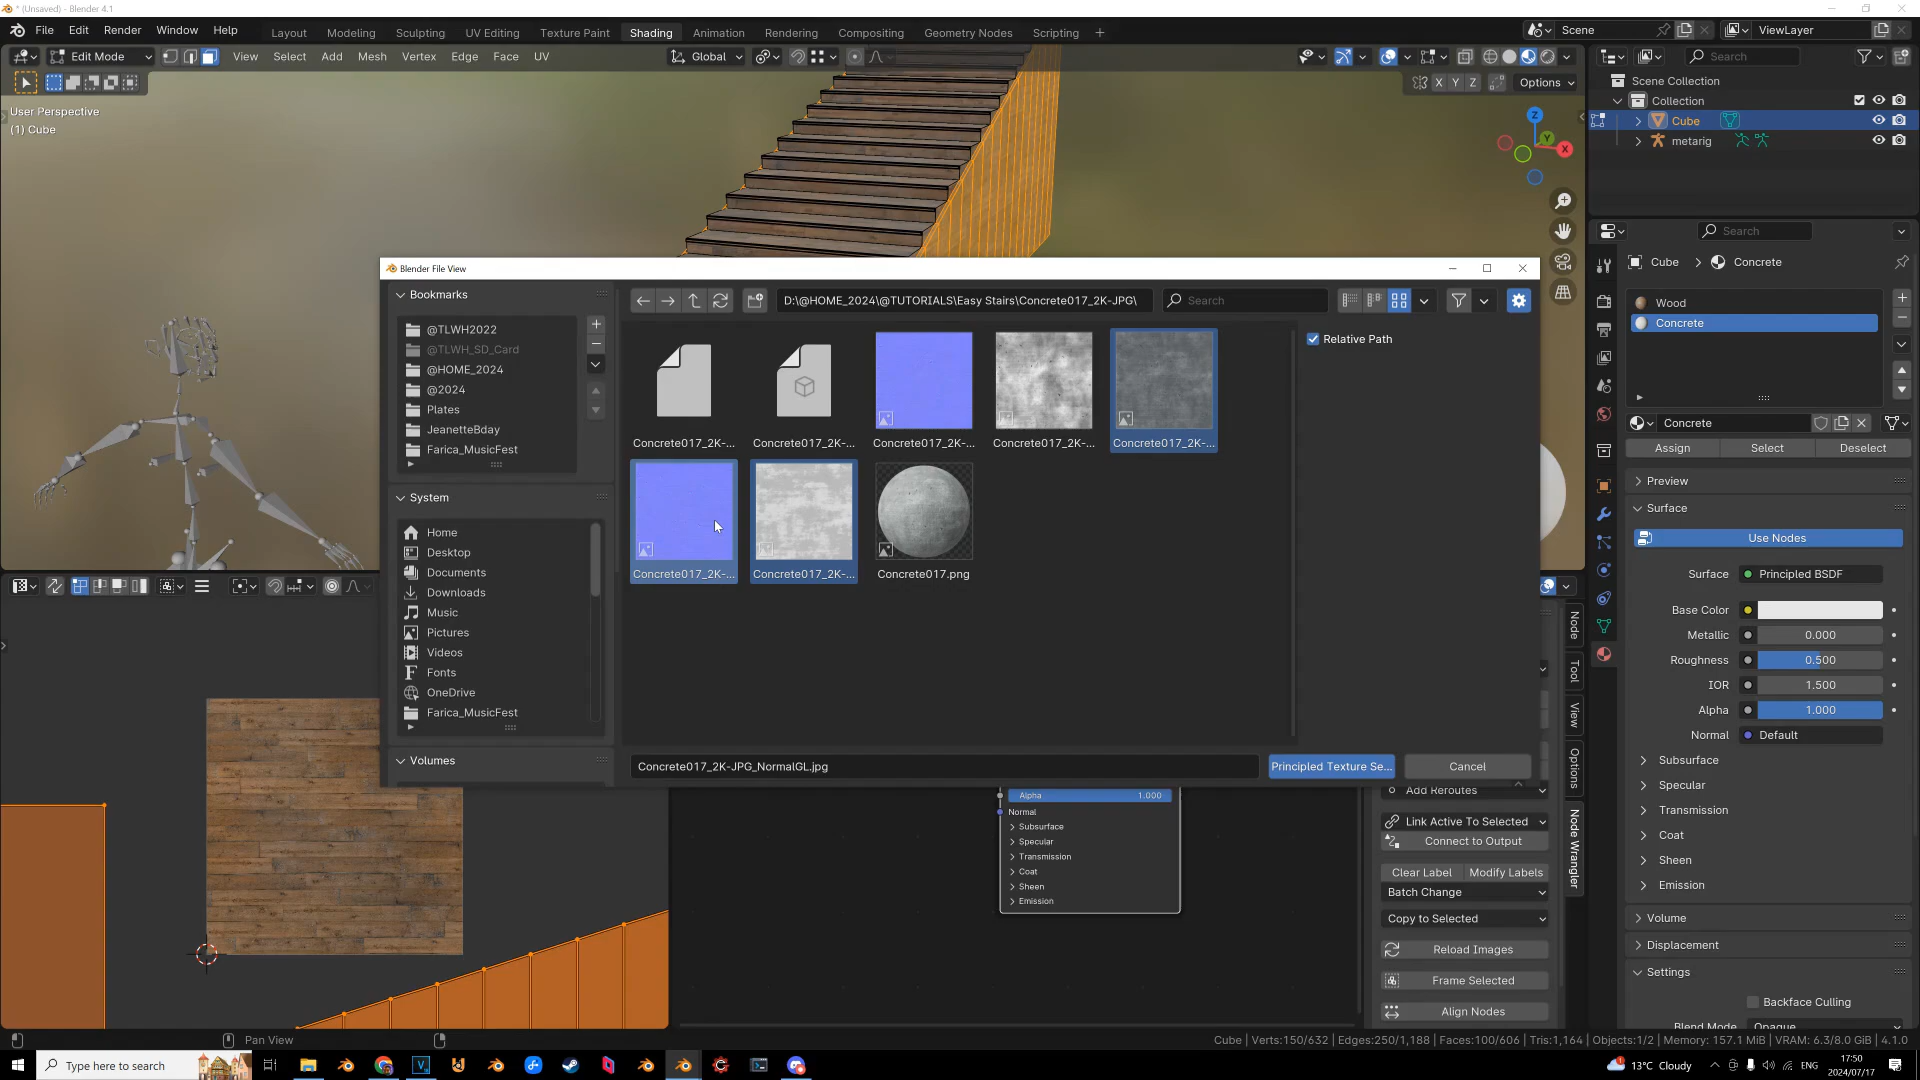 * (Unsaved) - Blender 4.1
File Edit Render Window Help
Layout Modeling Sculpting UV Editing Texture Paint Shading Animation Rendering Compositing Geometry Nodes Scripting
Scene
ViewLayer
Edit Mode
View Select Add Mesh Vertex Edge Face UV
Global
Search
X Y Z
Options
User Perspective
(1) Cube
Z
Y
X
Scene Collection
Collection
Cube
metarig
Search
Cube > Concrete
Wood
Concrete
Concrete
Assign Select Deselect
Preview
Surface
Use Nodes
Surface Principled BSDF
Base Color
Metallic 0.000
Roughness 0.500
IOR 1.500
Alpha 1.000
Normal Default
Subsurface
Specular
Transmission
Coat
Sheen
Emission
Volume
Displacement
Settings
Backface Culling
Blend Mode Opaque
Blender File View
Bookmarks
@TLWH2022
@TLWH_SD_Card
@HOME_2024
@2024
Plates
JeanetteBday
Farica_MusicFest
System
Home
Desktop
Documents
Downloads
Music
Pictures
Videos
Fonts
OneDrive
Farica_MusicFest
Volumes
D:\@HOME_2024\@TUTORIALS\Easy Stairs\Concrete017_2K-JPG\
Search
Relative Path
Concrete017_2K-... Concrete017_2K-... Concrete017_2K-... Concrete017_2K-... Concrete017_2K-...
Concrete017_2K-... Concrete017_2K-... Concrete017.png
Concrete017_2K-JPG_NormalGL.jpg
Principled Texture Se...
Cancel
Alpha 1.000
Normal
Subsurface
Specular
Transmission
Coat
Sheen
Emission
Add Reroutes
Link Active To Selected
Connect to Output
Clear Label Modify Labels
Batch Change
Copy to Selected
Reload Images
Frame Selected
Align Nodes
Node
Tool
View
Options
Node Wrangler
Pan View
Cube | Verts:150/632 | Edges:250/1,188 | Faces:100/606 | Tris:1,164 | Objects:1/2 | Memory: 157.1 MiB | VRAM: 6.3/8.0 GiB | 4.1.0
Type here to search
13°C Cloudy
ENG
17:50
2024/07/17